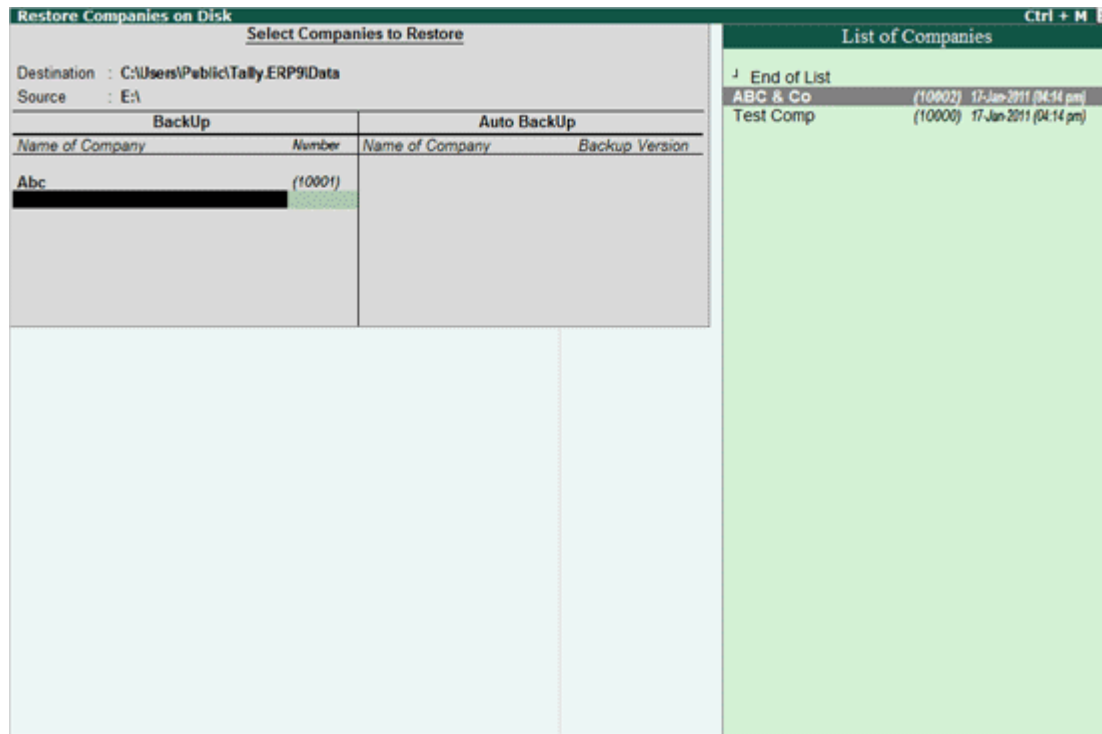 Restore Companies on Disk Ctrl + M
Select Companies to Restore
Destination : C:\Users\Public\Tally.ERP9\Data
Source : E:\
BackUp Auto BackUp
Name of Company Number Name of Company Backup Version
Abc (10001)
List of Companies
┘ End of List
ABC & Co (10002) 17-Jan-2011 (04:14 pm)
Test Comp (10000) 17-Jan-2011 (04:14 pm)